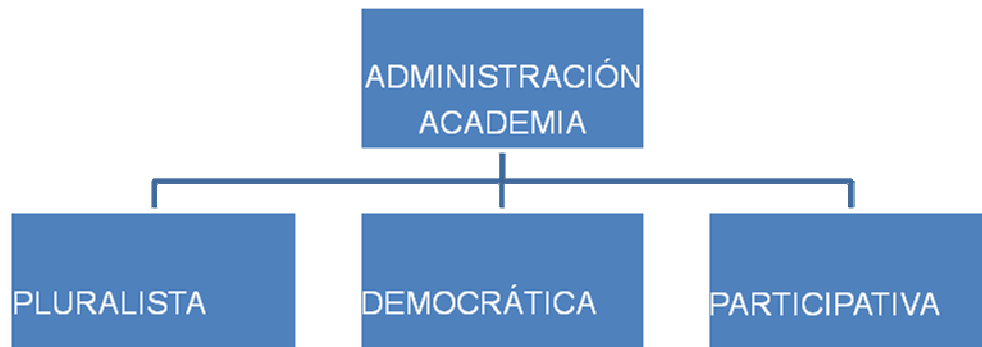 ADMINISTRACIÓN
ACADEMIA
PLURALISTA
DEMOCRÁTICA
PARTICIPATIVA